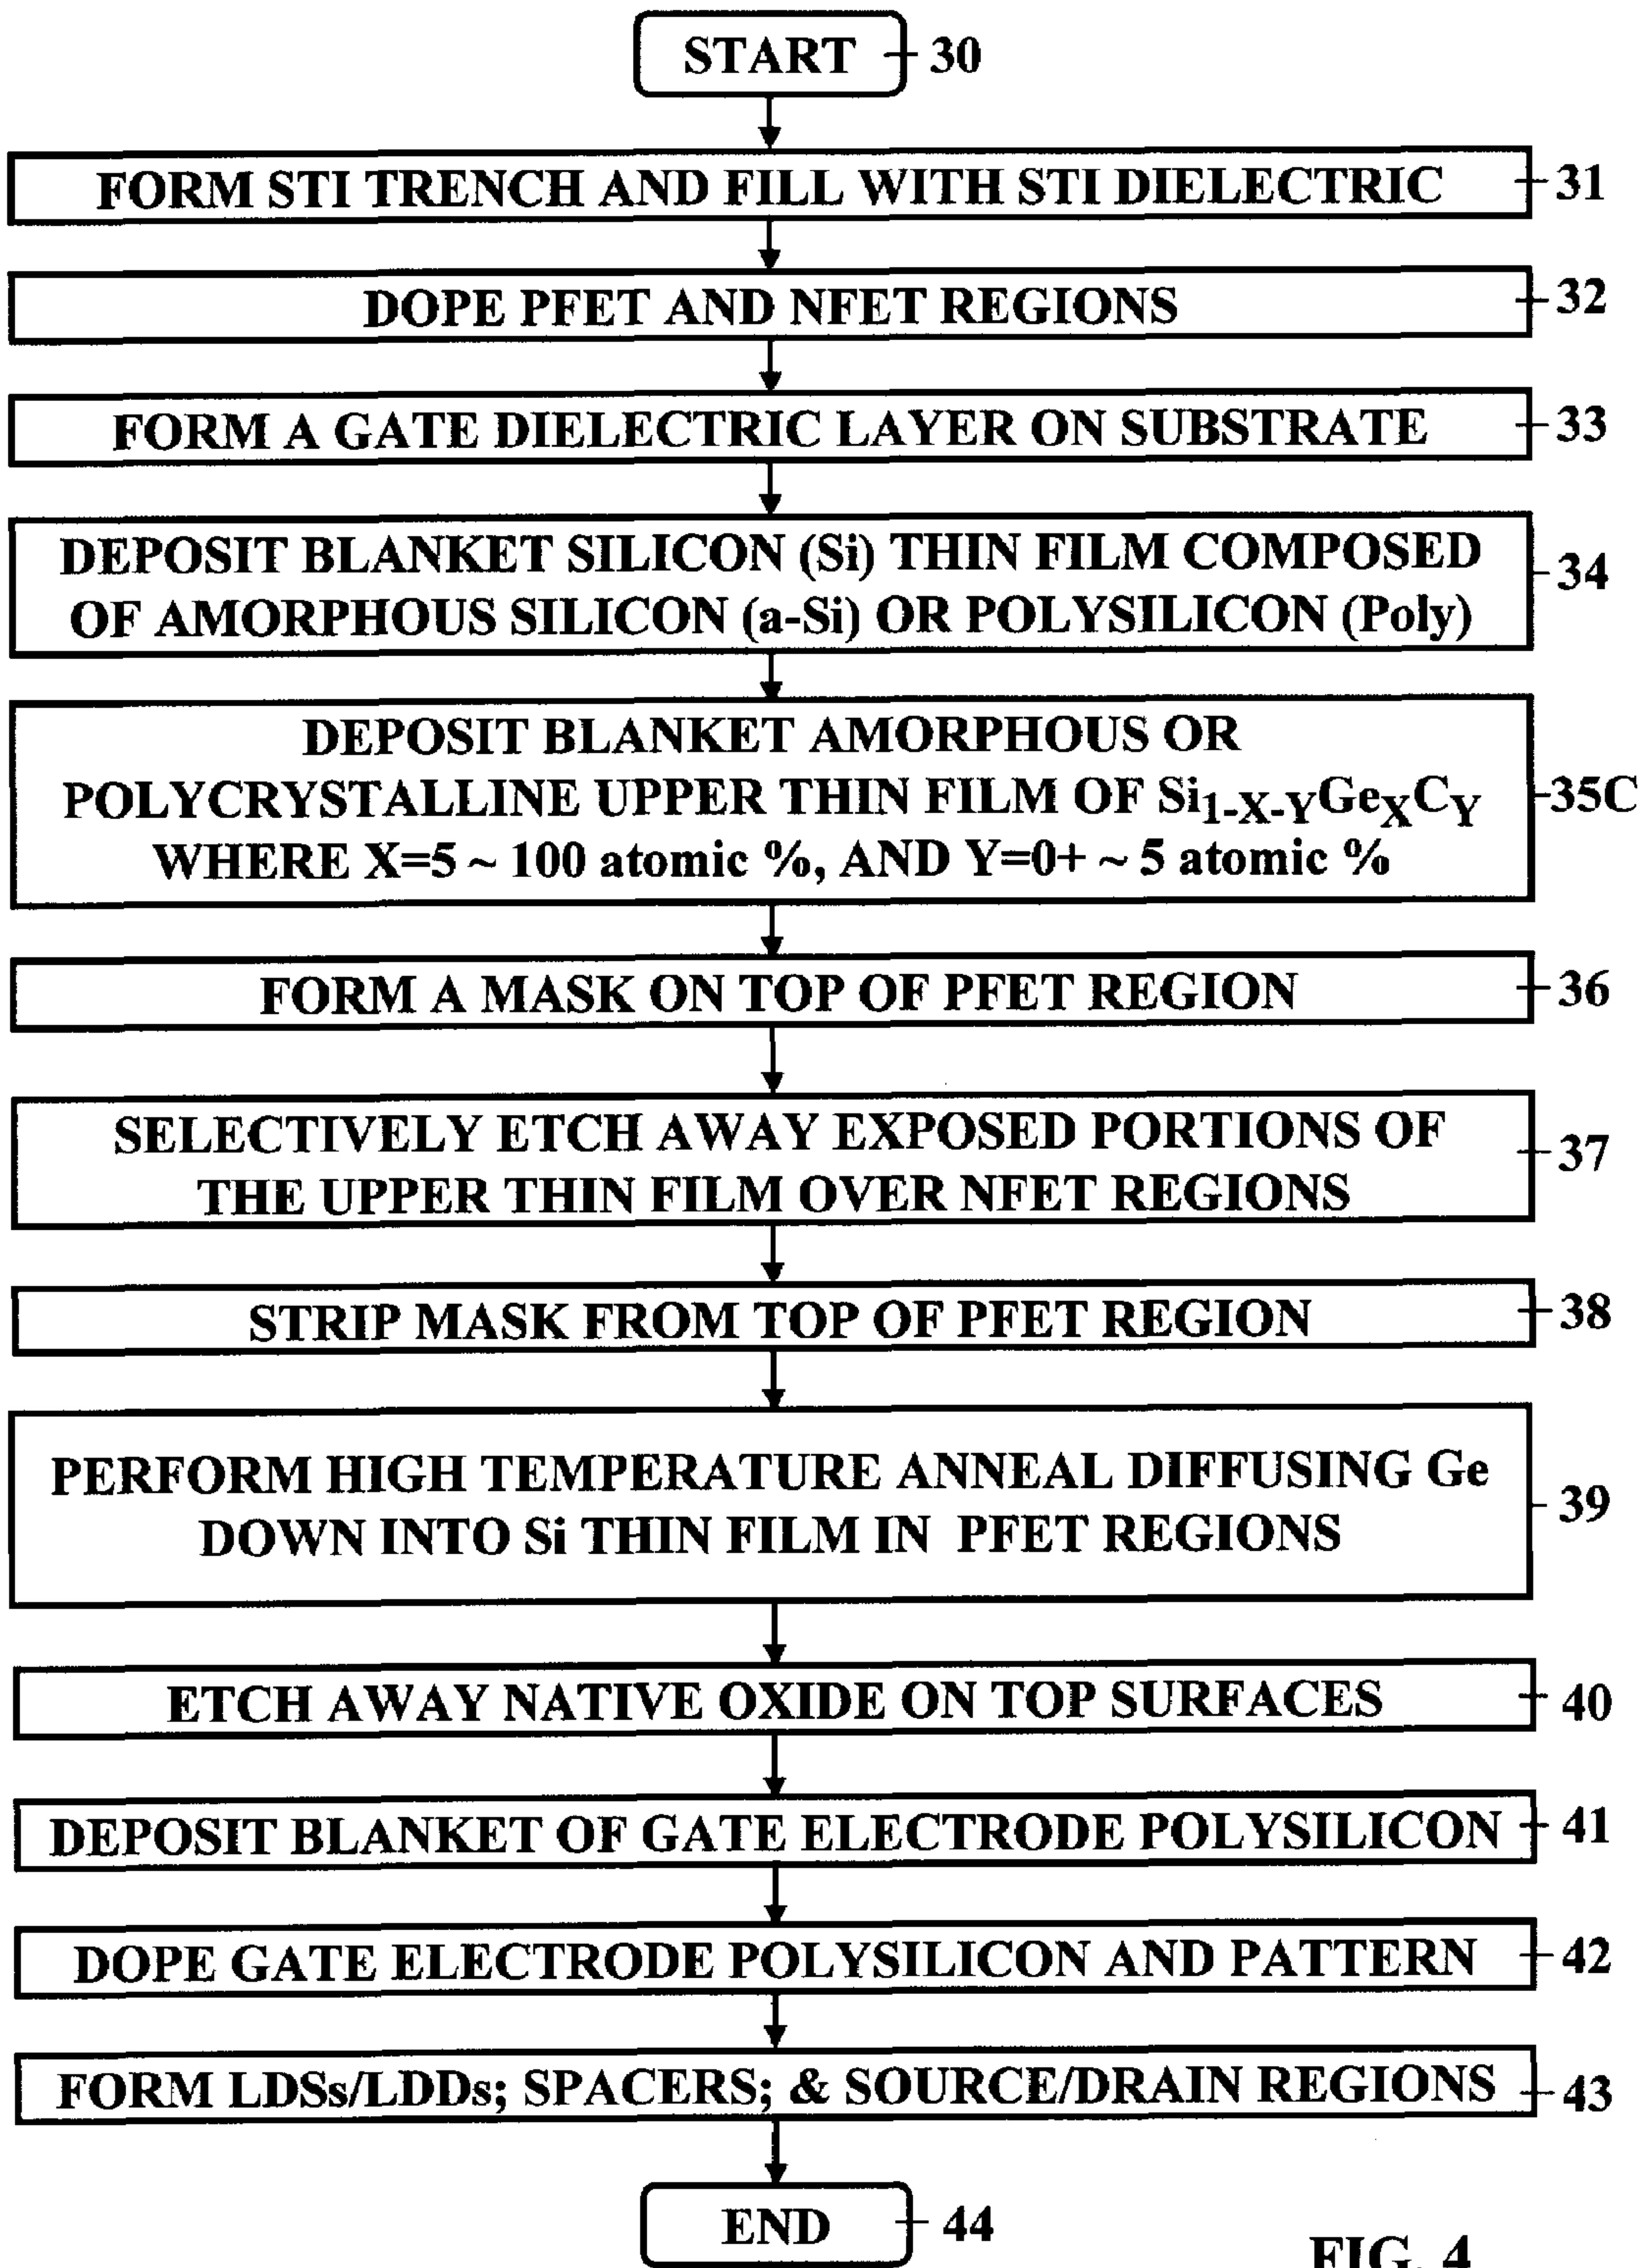 START 30
FORM STI TRENCH AND FILL WITH STI DIELECTRIC 31
DOPE PFET AND NFET REGIONS 32
FORM A GATE DIELECTRIC LAYER ON SUBSTRATE 33
DEPOSIT BLANKET SILICON (Si) THIN FILM COMPOSED
OF AMORPHOUS SILICON (a-Si) OR POLYSILICON (Poly)
34
DEPOSIT BLANKET AMORPHOUS OR
POLYCRYSTALLINE UPPER THIN FILM OF Si1-X-YGeXCY
WHERE X=5 ~ 100 atomic %, AND Y=0+ ~ 5 atomic %
35C
FORM A MASK ON TOP OF PFET REGION 36
SELECTIVELY ETCH AWAY EXPOSED PORTIONS OF
THE UPPER THIN FILM OVER NFET REGIONS
37
STRIP MASK FROM TOP OF PFET REGION 38
PERFORM HIGH TEMPERATURE ANNEAL DIFFUSING Ge
DOWN INTO Si THIN FILM IN PFET REGIONS
39
ETCH AWAY NATIVE OXIDE ON TOP SURFACES 40
DEPOSIT BLANKET OF GATE ELECTRODE POLYSILICON 41
DOPE GATE ELECTRODE POLYSILICON AND PATTERN 42
FORM LDSs/LDDs; SPACERS; & SOURCE/DRAIN REGIONS 43
END 44
FIG. 4